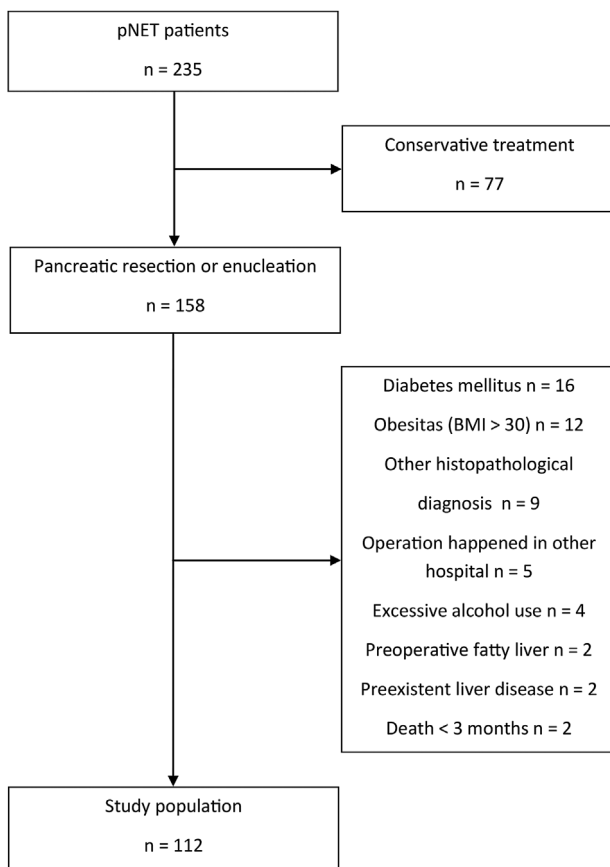 pNET patients
n = 235
Conservative treatment
n = 77
Pancreatic resection or enucleation
n = 158
Diabetes mellitus n = 16
Obesitas (BMI > 30) n = 12
Other histopathological
diagnosis n = 9
Operation happened in other
hospital n = 5
Excessive alcohol use n = 4
Preoperative fatty liver n = 2
Preexistent liver disease n = 2
Death < 3 months n = 2
Study population
n = 112